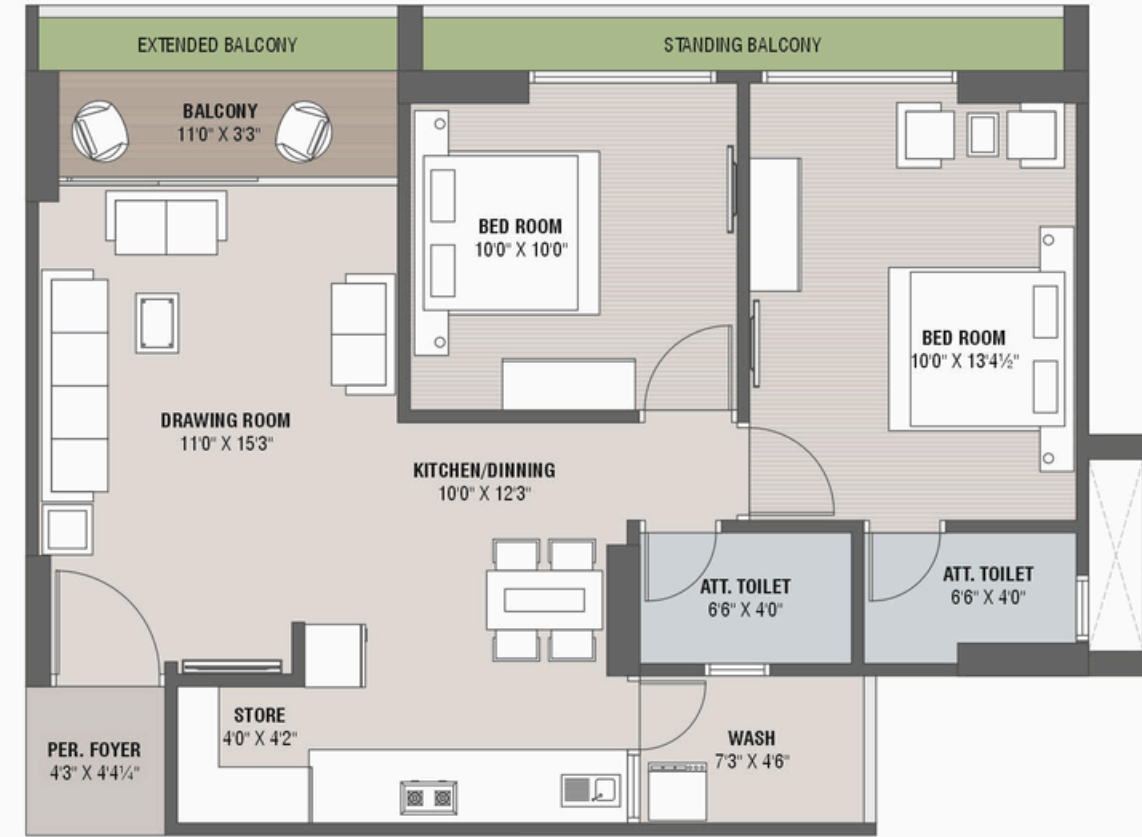 EXTENDED BALCONY
STANDING BALCONY
BALCONY
11'0" X 3'3"
BED ROOM
10'0" X 10'0"
BED ROOM
10'0" X 13'4½"
DRAWING ROOM
11'0" X 15'3"
KITCHEN/DINNING
10'0" X 12'3"
ATT. TOILET
6'6" X 4'0"
ATT. TOILET
6'6" X 4'0"
STORE
4'0" X 4'2"
PER. FOYER
4'3" X 4'4¼"
WASH
7'3" X 4'6"